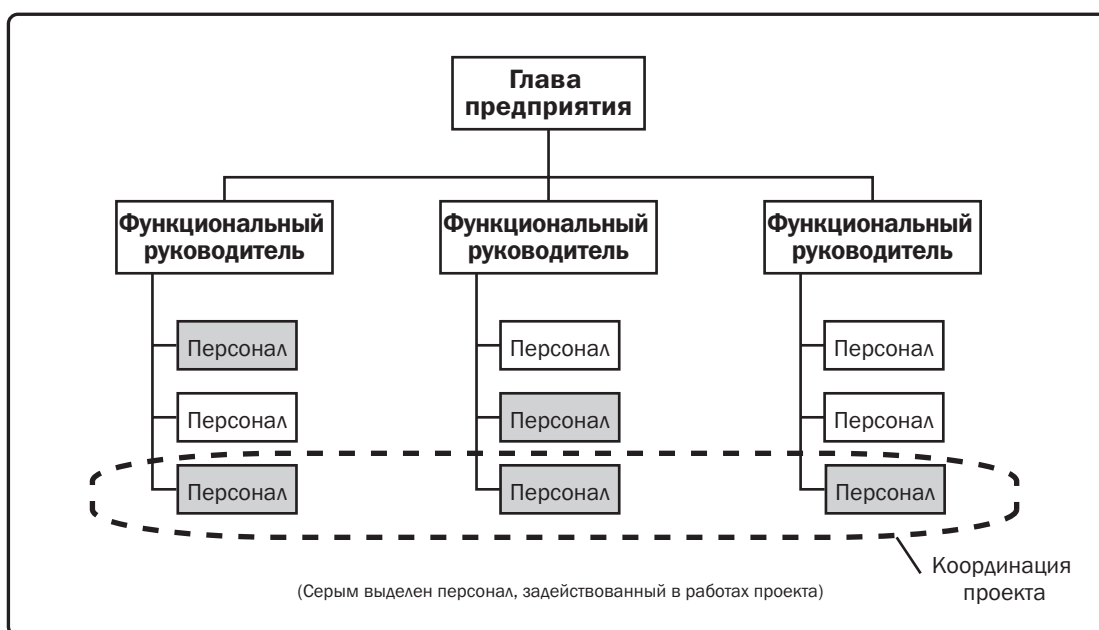 Глава
предприятия
Функциональный
руководитель
Функциональный
руководитель
Функциональный
руководитель
Персонал
Персонал
Персонал
Персонал
Персонал
Персонал
Персонал
Персонал
Персонал
Координация
проекта
(Серым выделен персонал, задействованный в работах проекта)